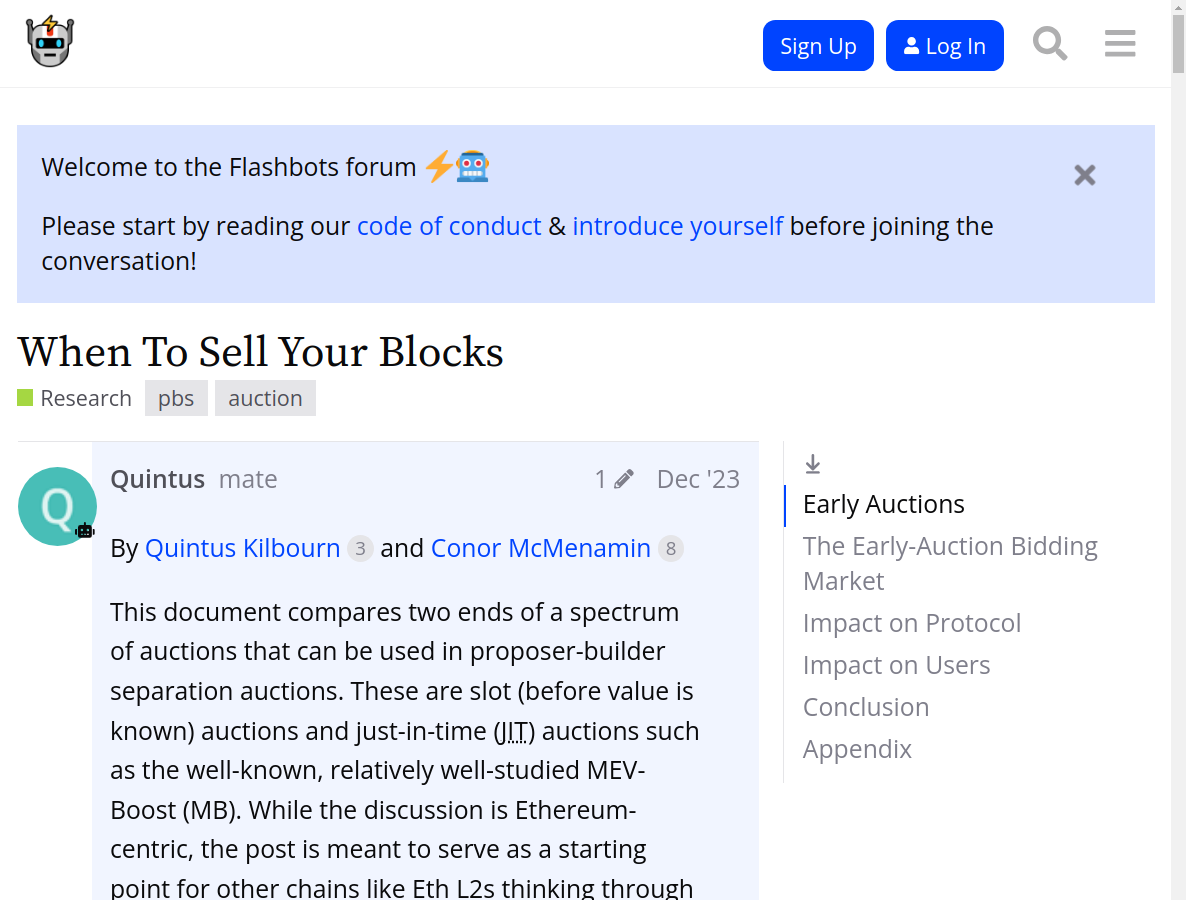 Sign Up
Log In
Welcome to the Flashbots forum
Please start by reading our code of conduct & introduce yourself before joining the
conversation!
When To Sell Your Blocks
Research pbs auction
Q
Quintus mate 1 Dec '23
By Quintus Kilbourn 3 and Conor McMenamin 8
This document compares two ends of a spectrum
of auctions that can be used in proposer-builder
separation auctions. These are slot (before value is
known) auctions and just-in-time (JIT) auctions such
as the well-known, relatively well-studied MEV-
Boost (MB). While the discussion is Ethereum-
centric, the post is meant to serve as a starting
point for other chains like Eth L2s thinking through
Early Auctions
The Early-Auction Bidding
Market
Impact on Protocol
Impact on Users
Conclusion
Appendix